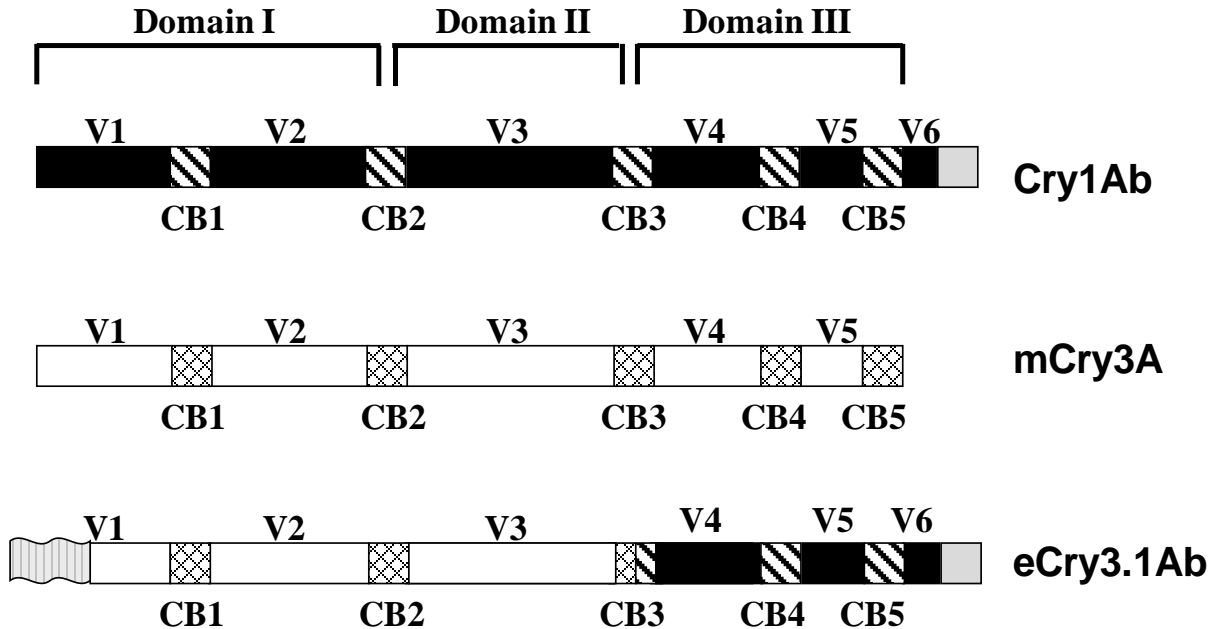 Domain I Domain II Domain III
V1 V2 V3 V4 V5 V6
Cry1Ab
CB1 CB2 CB3 CB4 CB5
V1 V2 V3 V4 V5
mCry3A
CB1 CB2 CB3 CB4 CB5
V1 V2 V3 V4 V5 V6
eCry3.1Ab
CB1 CB2 CB3 CB4 CB5